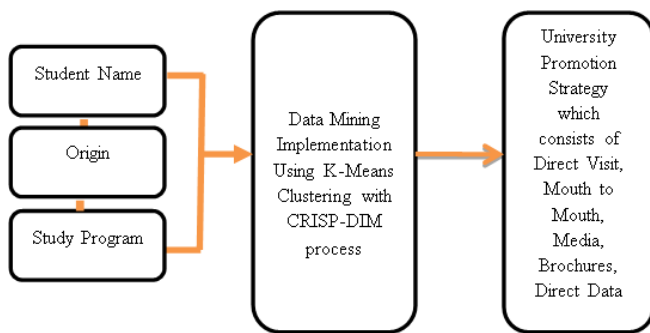 Student Name
Origin
Study Program
Data Mining
Implementation
Using K-Means
Clustering with
CRISP-DIM
process
University
Promotion
Strategy
which
consists of
Direct Visit,
Mouth to
Mouth,
Media,
Brochures,
Direct Data